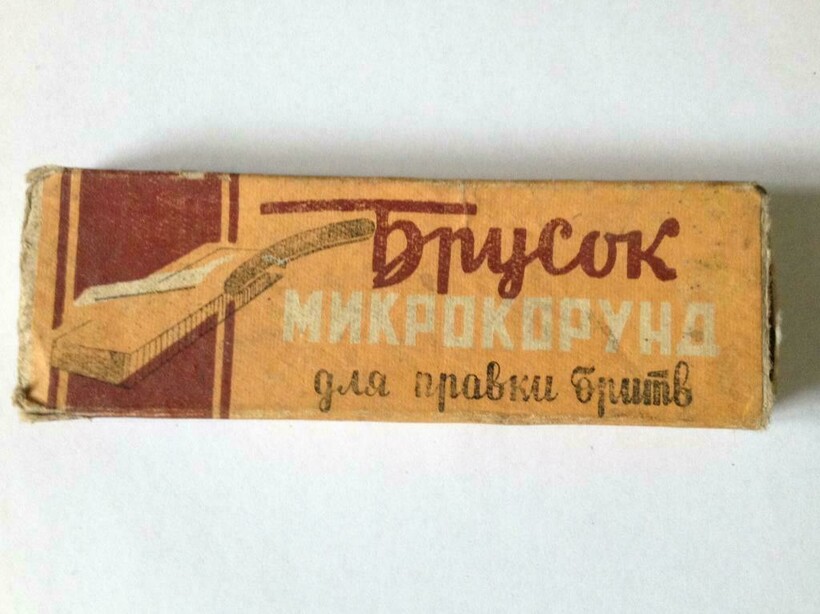 Брусок
МИКРОКОРУНД
для правки бритв